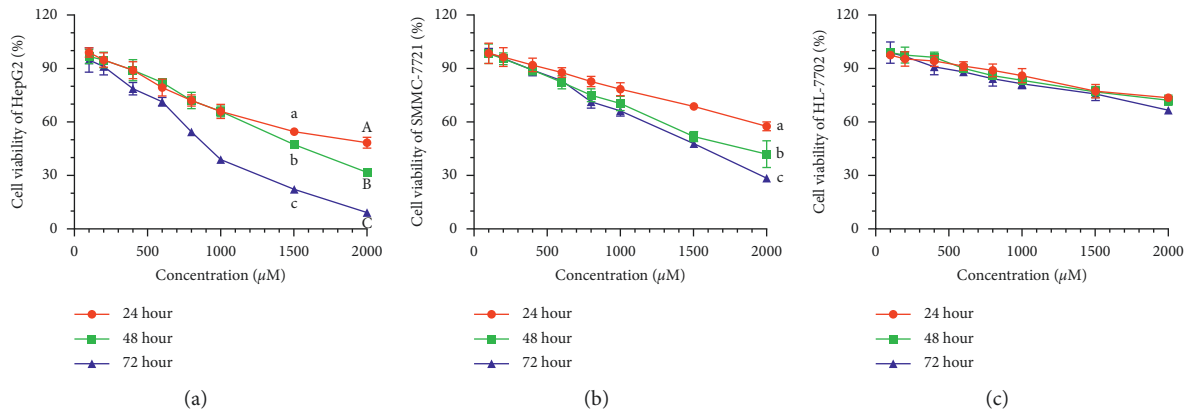 Cell viability of HepG2 (%)
120
90
60
30
0
a
b
c
A
B
C
500
1000
1500
2000
Concentration (μM)
24 hour
48 hour
72 hour
(a)
Cell viability of SMMC-7721 (%)
120
90
60
30
0
a
b
c
0
500
1000
1500
2000
Concentration (μM)
24 hour
48 hour
72 hour
(b)
Cell viability of HL-7702 (%)
120
90
60
30
0
0
500
1000
1500
2000
Concentration (μM)
24 hour
48 hour
72 hour
(c)